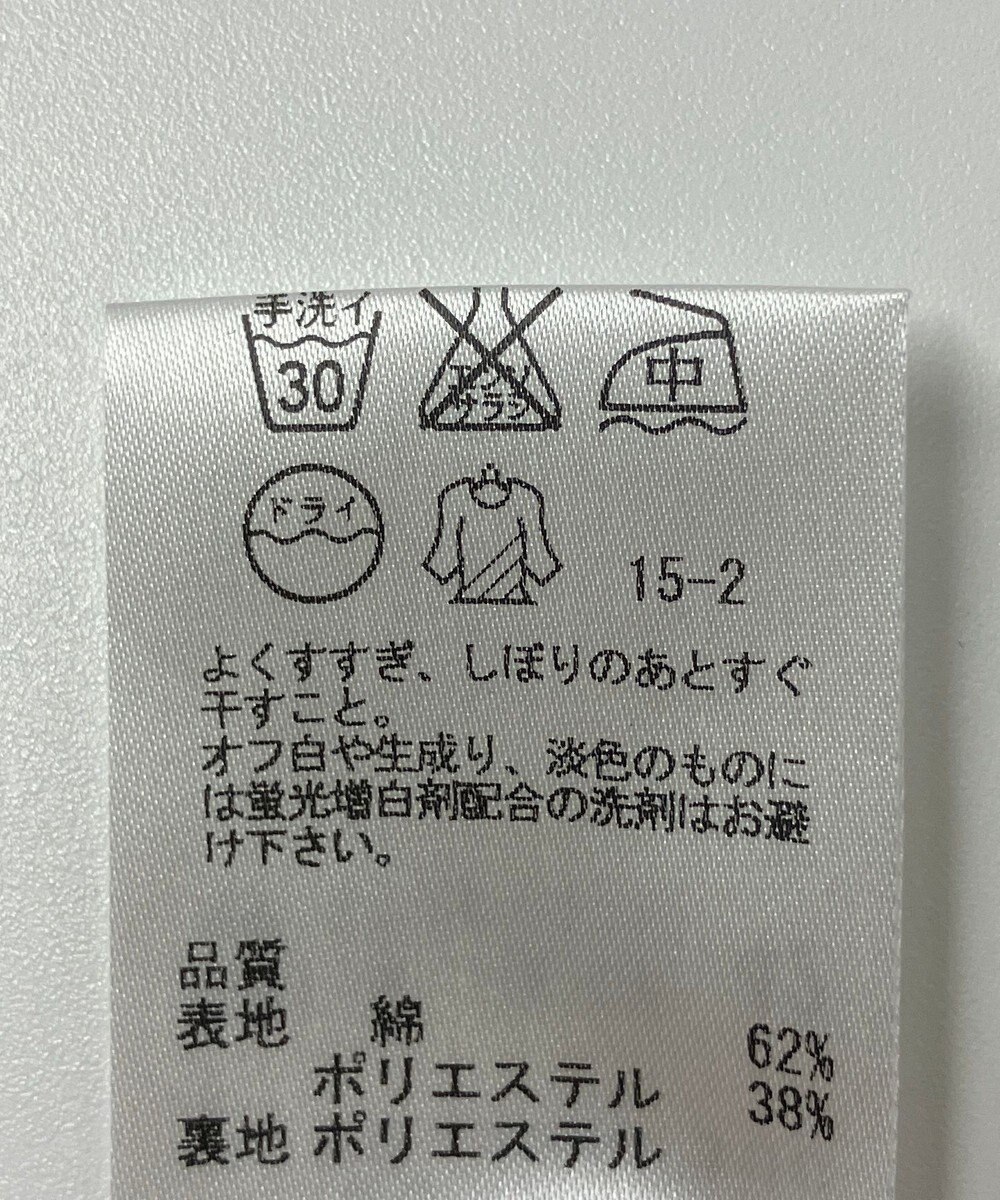 手洗イ
30
エンソ
サラシ
中
ドライ
15-2
よくすすぎ、しぼりのあとすぐ
干すこと。
オフ白や生成り、淡色のものに
は蛍光増白剤配合の洗剤はお避
け下さい。
品質
表地 綿 62%
ポリエステル 38%
裏地 ポリエステル